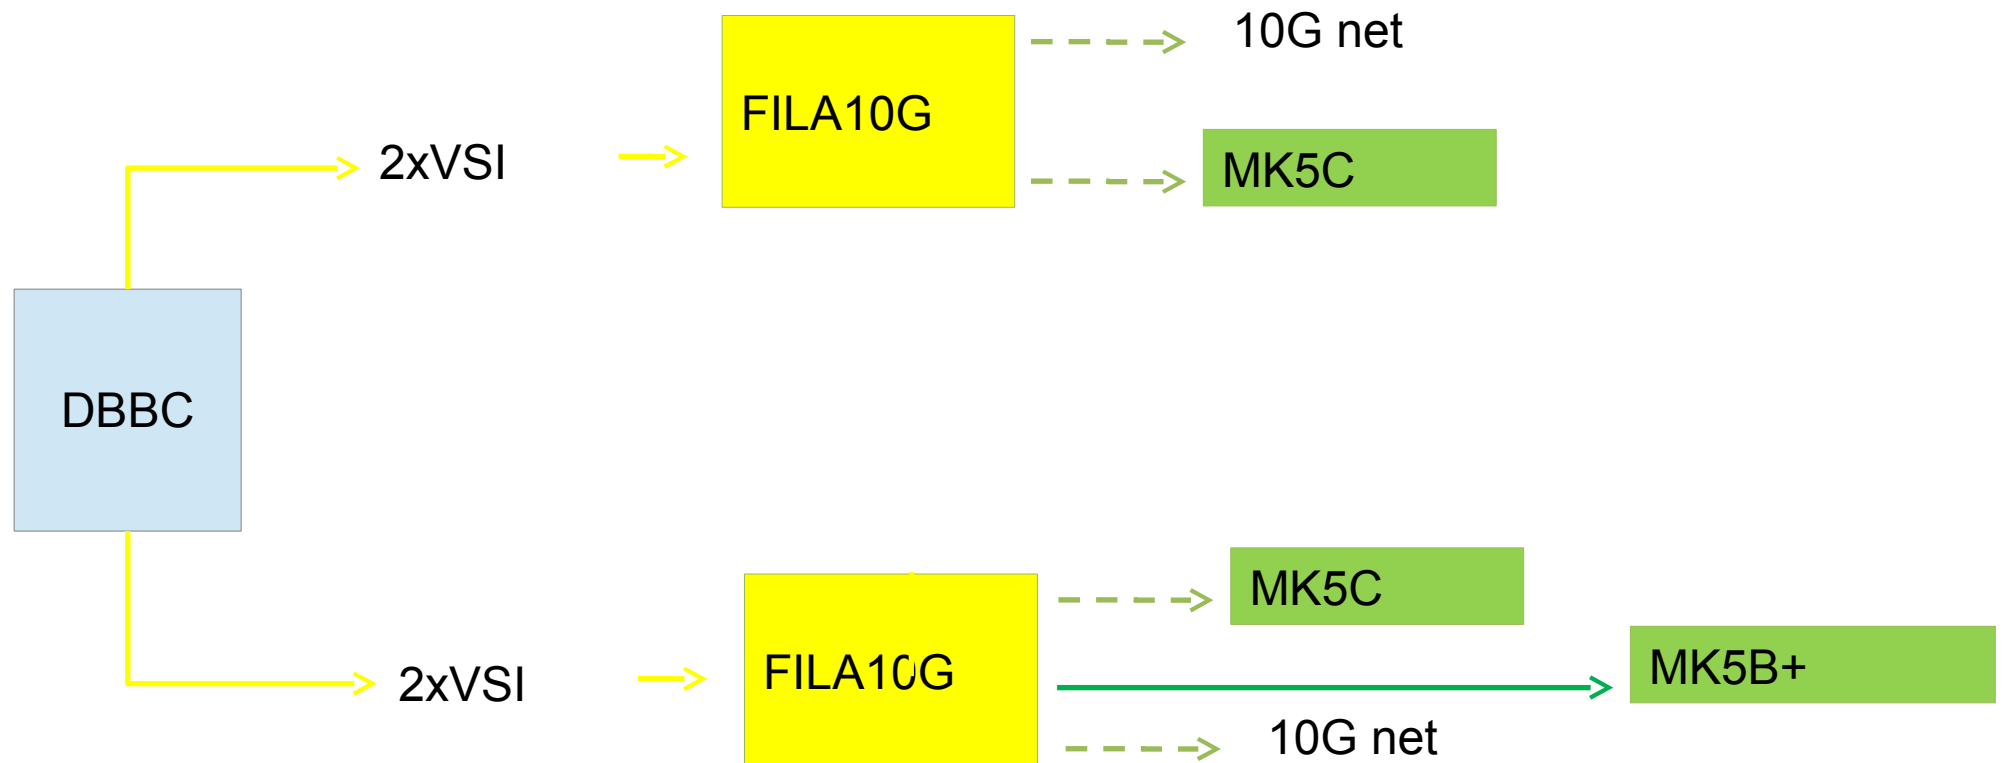 10G net
FILA10G
2xVSI
MK5C
DBBC
MK5C
FILA10G
MK5B+
2xVSI
10G net